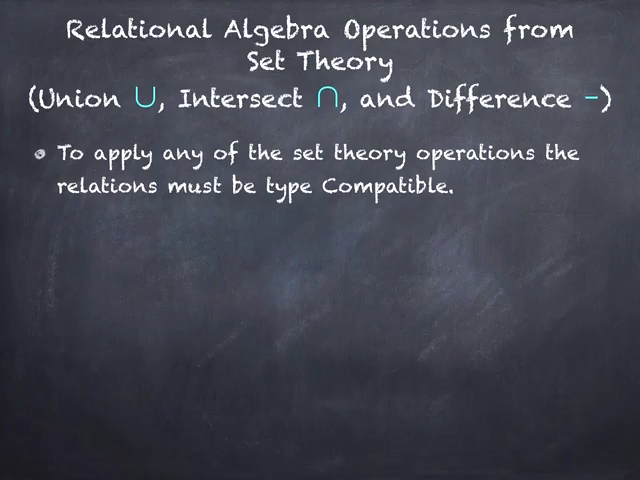 Relational Algebra Operations from
Set Theory
(Union ∪, Intersect ∩, and Difference -)
To apply any of the set theory operations the
relations must be type Compatible.